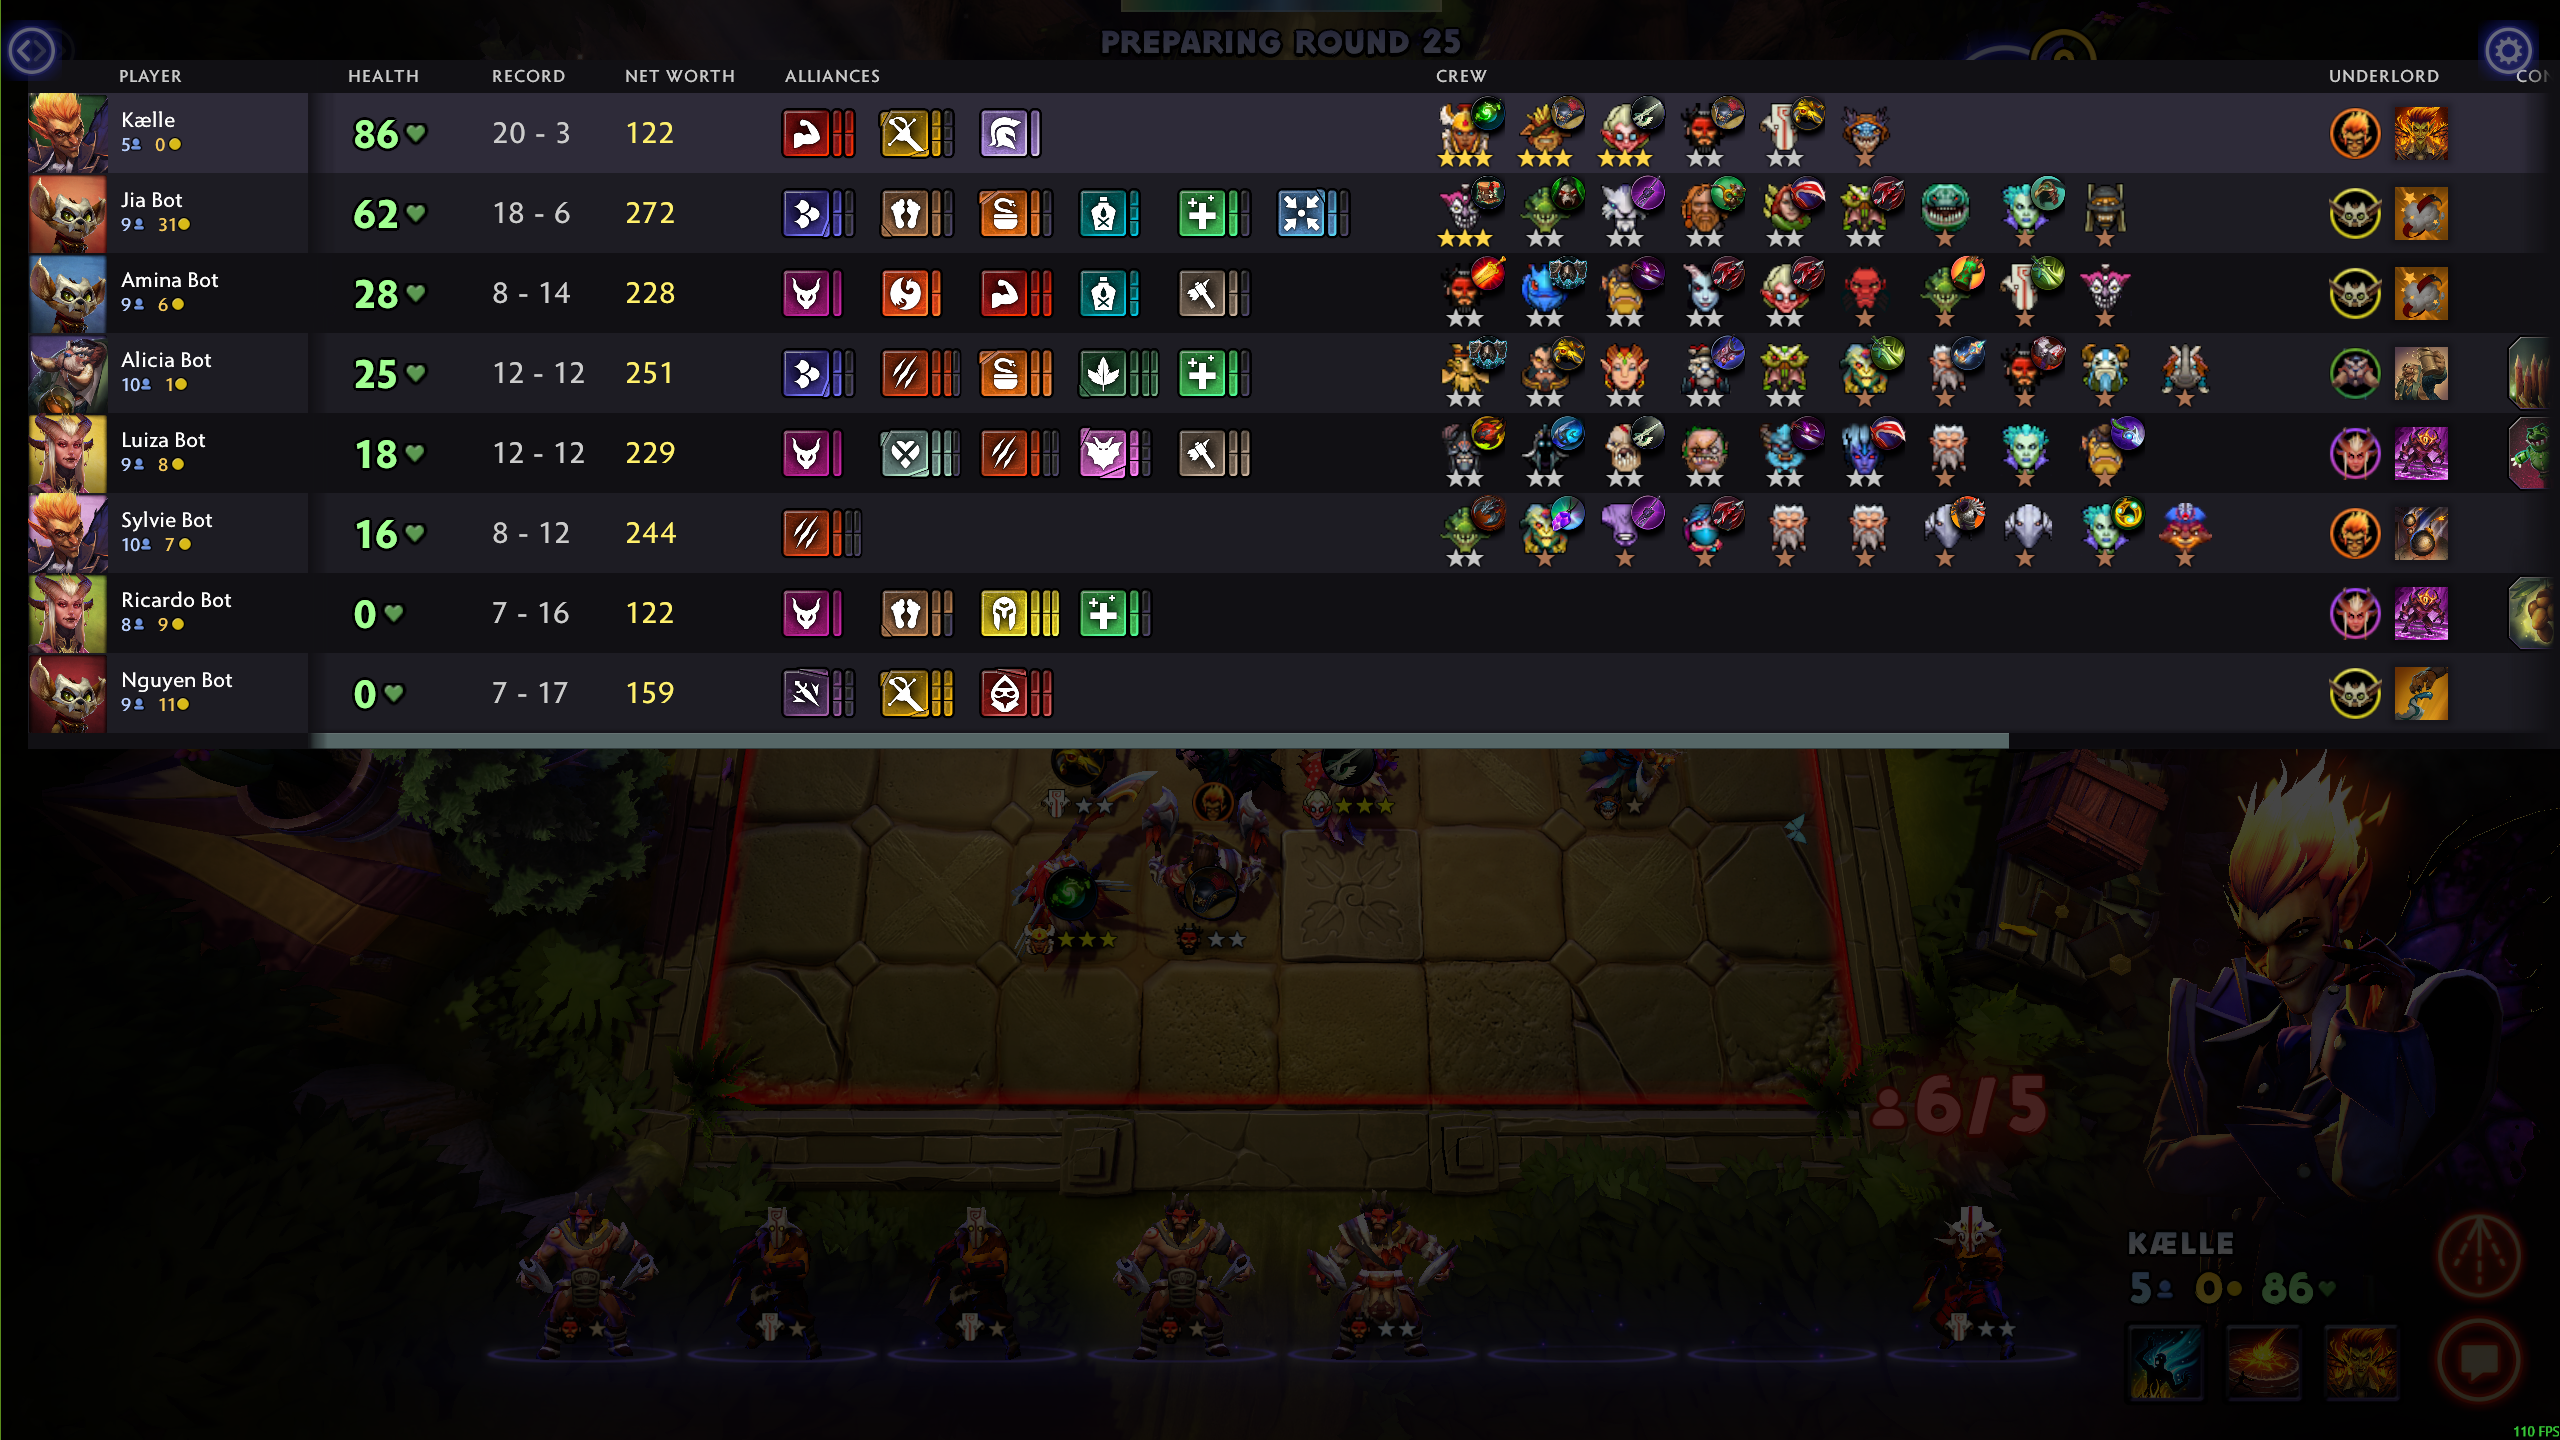 PREPARING ROUND 25
PLAYER HEALTH RECORD NET WORTH ALLIANCES CREW UNDERLORD CON
Kælle
5 0 86 20 - 3 122
Jia Bot
9 31 62 18 - 6 272
Amina Bot
9 6 28 8 - 14 228
Alicia Bot
10 1 25 12 - 12 251
Luiza Bot
9 8 18 12 - 12 229
Sylvie Bot
10 7 16 8 - 12 244
Ricardo Bot
8 9 0 7 - 16 122
Nguyen Bot
9 11 0 7 - 17 159
6/5
KÆLLE
5 0 86
110 FPS